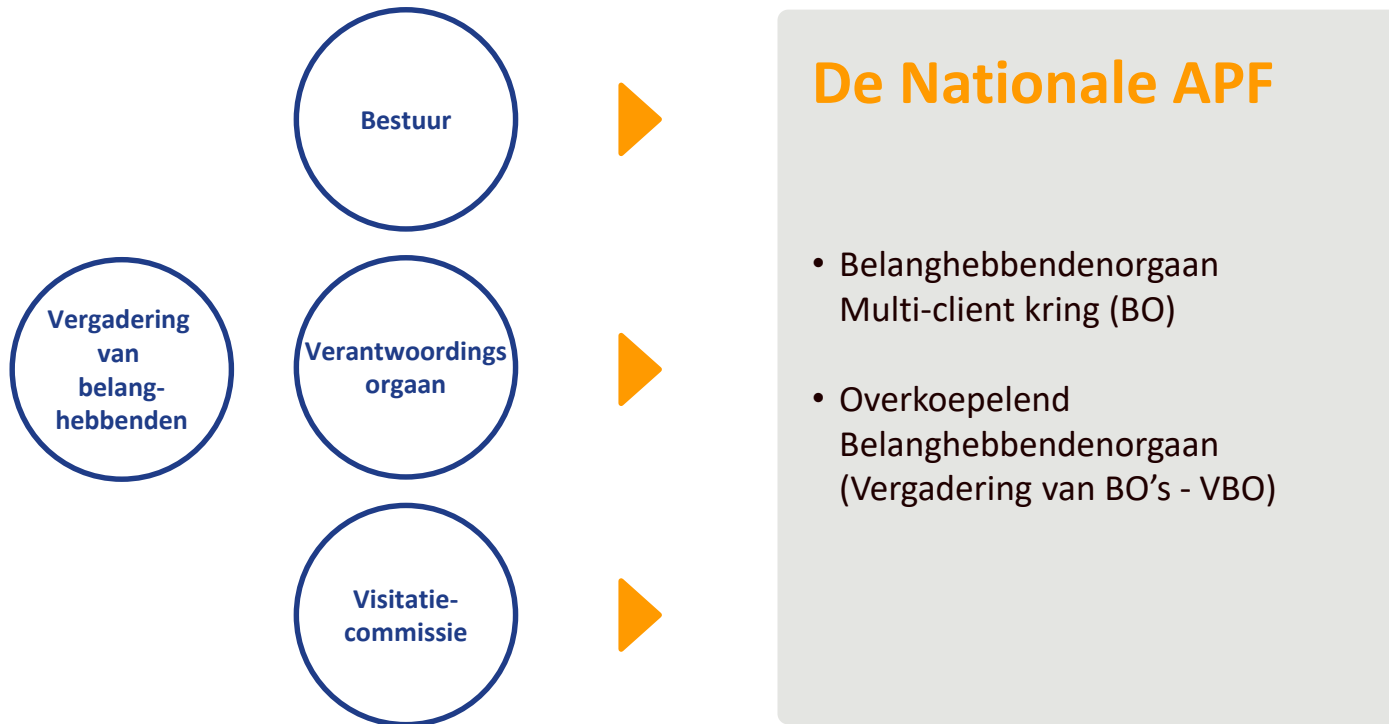 Bestuur
Vergadering
van
belang-
hebbenden
Verantwoordings
orgaan
Visitatie-
commissie
De Nationale APF
• Belanghebbendenorgaan
Multi-client kring (BO)
• Overkoepelend
Belanghebbendenorgaan
(Vergadering van BO’s - VBO)